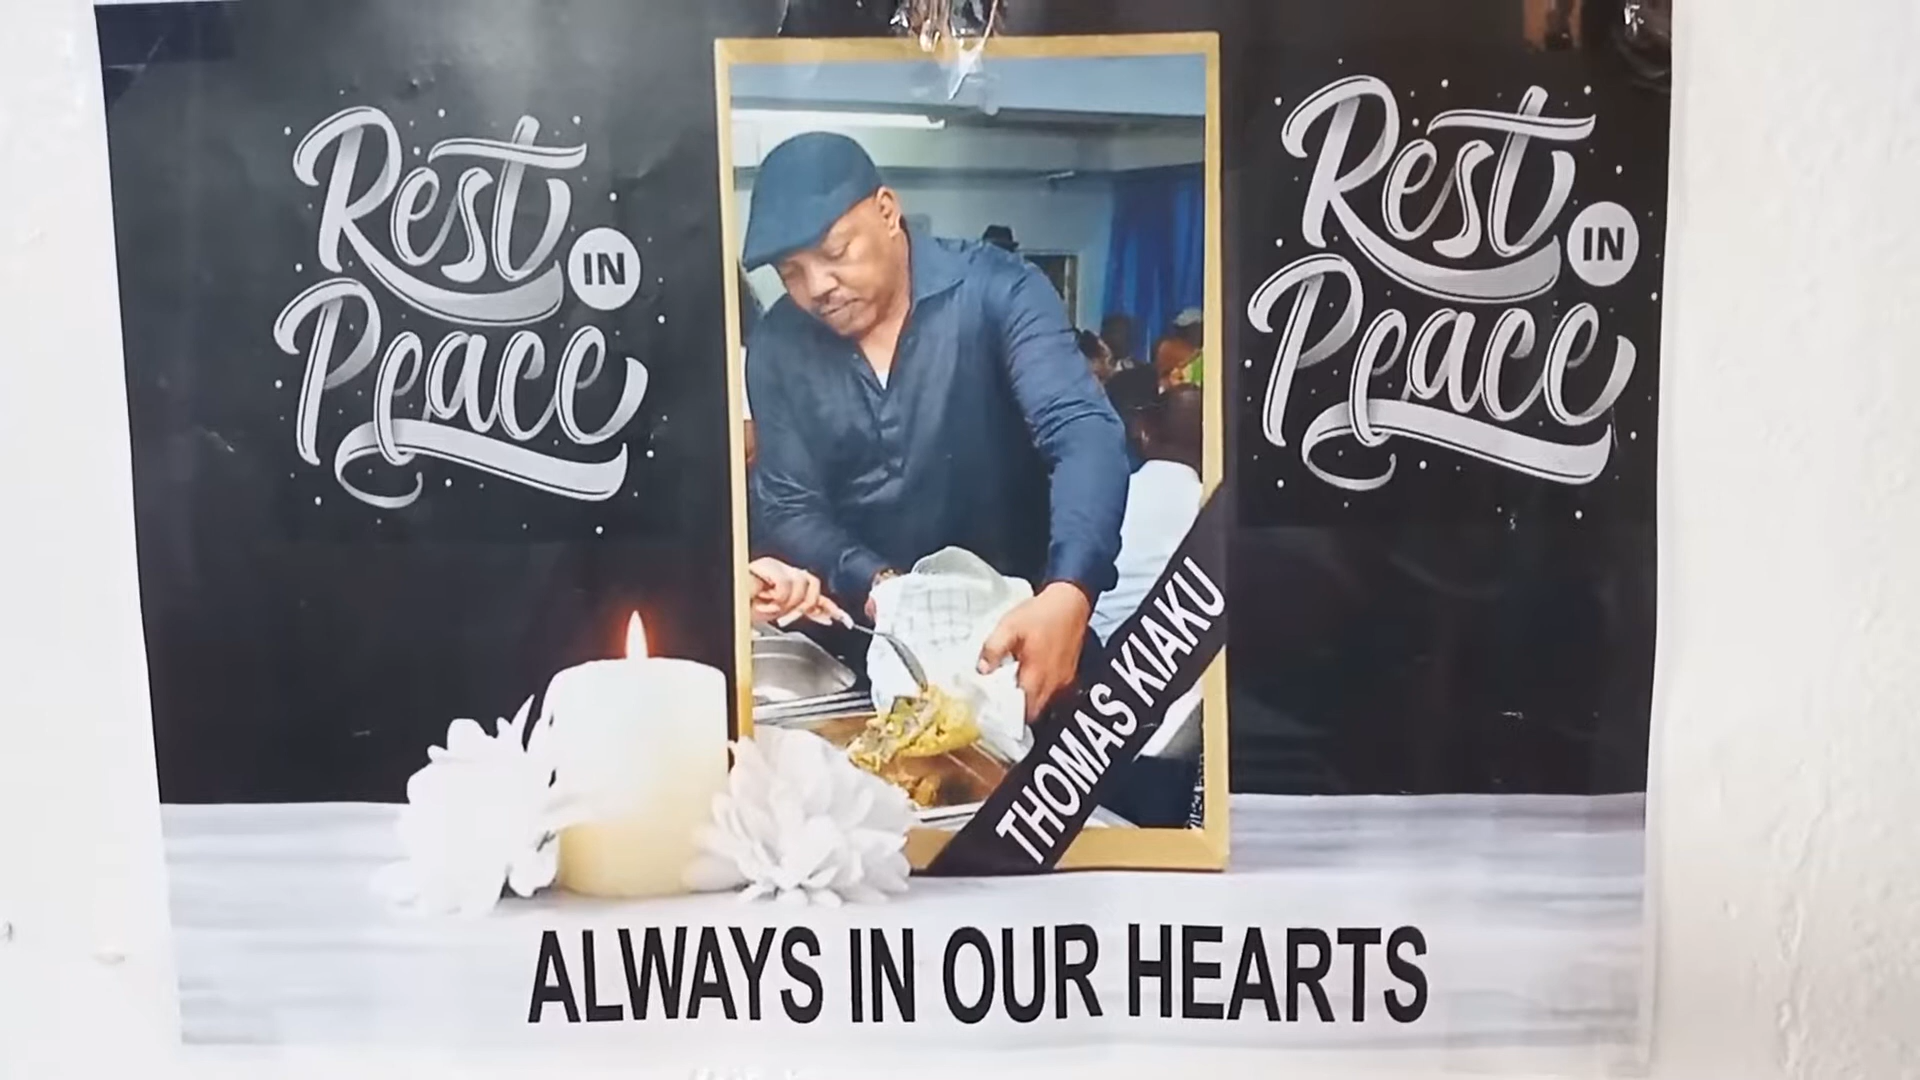 Rest
IN
Peace
Rest
IN
Peace
THOMAS KIAKU
ALWAYS IN OUR HEARTS